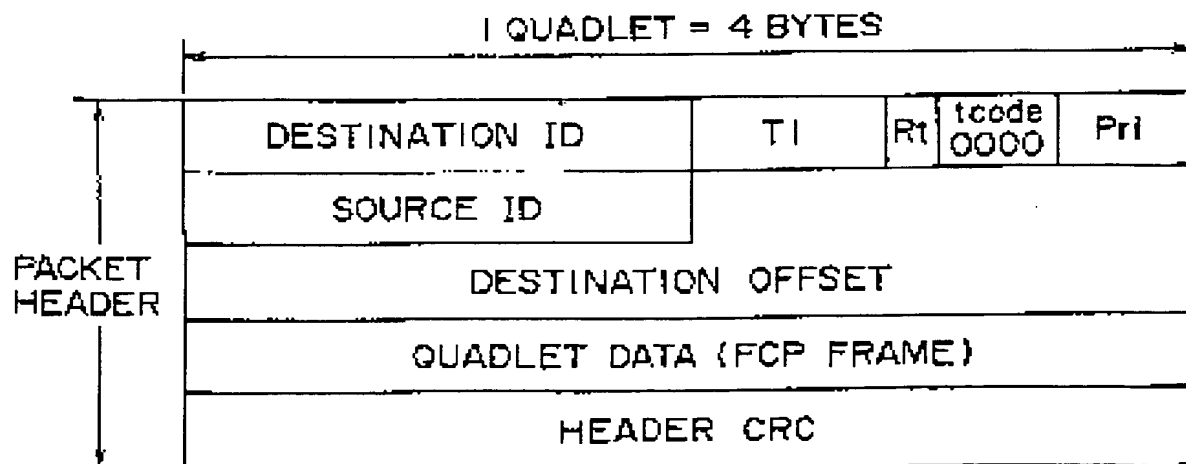 1 QUADLET = 4 BYTES
DESTINATION ID
T1
Rt
tcode
0000
Pri
SOURCE ID
PACKET
HEADER
DESTINATION OFFSET
QUADLET DATA (FCP FRAME)
HEADER CRC